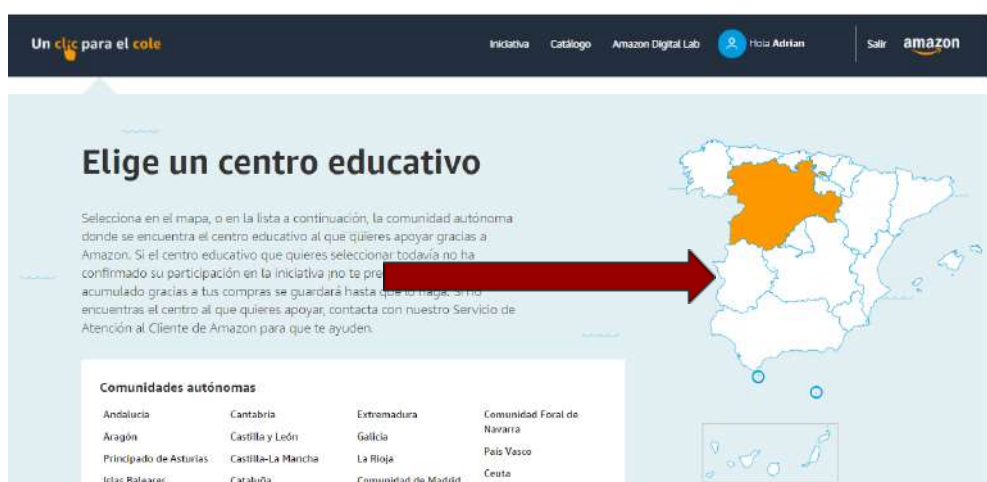 Un clic para el cole
Iniciativa Catálogo Amazon Digital Lab Hola Adrian Salir amazon
Elige un centro educativo
Selecciona en el mapa, o en la lista a continuación, la comunidad autónoma
donde se encuentra el centro educativo al que quieres apoyar gracias a
Amazon. Si el centro educativo que quieres seleccionar todavía no ha
confirmado su participación en la iniciativa ¡no te
acumulado gracias a tus compras se guardará hasta que lo haga. Si no
encuentras el centro al que quieres apoyar, contacta con nuestro Servicio de
Atención al Cliente de Amazon para que te ayuden.
Comunidades autónomas
Andalucía Cantabria Extremadura Comunidad Foral de
Navarra
Aragón Castilla y León Galicia
País Vasco
Principado de Asturias Castilla-La Mancha La Rioja
Ceuta
Islas Baleares Cataluña Comunidad de Madrid